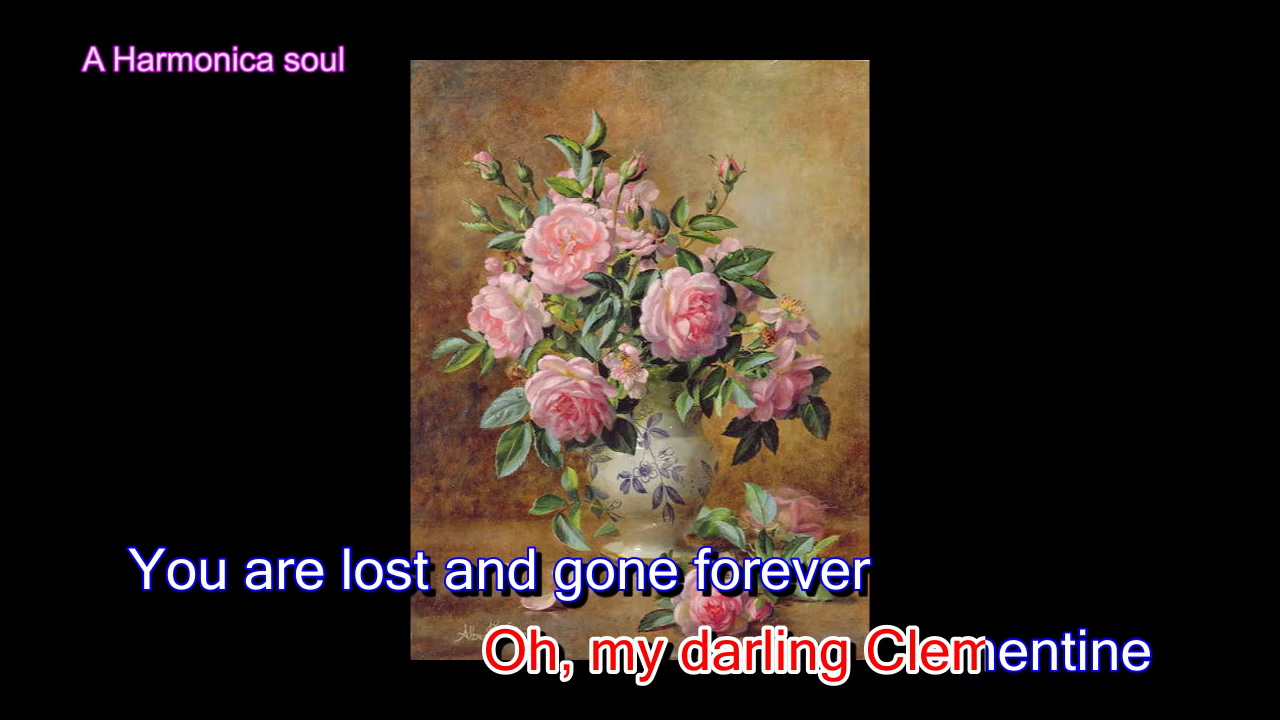 A Harmonica soul
You are lost and gone forever
Oh, my darling Clementine